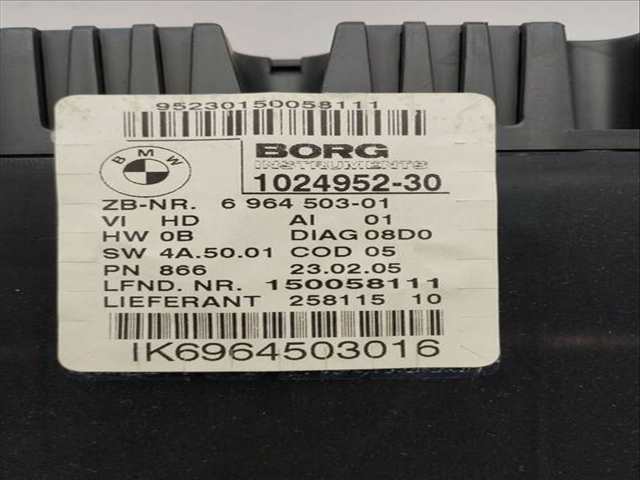 95230150058111
BMW
BORG
INSTRUMENTS
1024952-30
ZB-NR. 6 964 503-01
VI HD AI 01
HW 0B DIAG 08D0
SW 4A.50.01 COD 05
PN 866 23.02.05
LFND. NR. 150058111
LIEFERANT 258115 10
IK6964503016